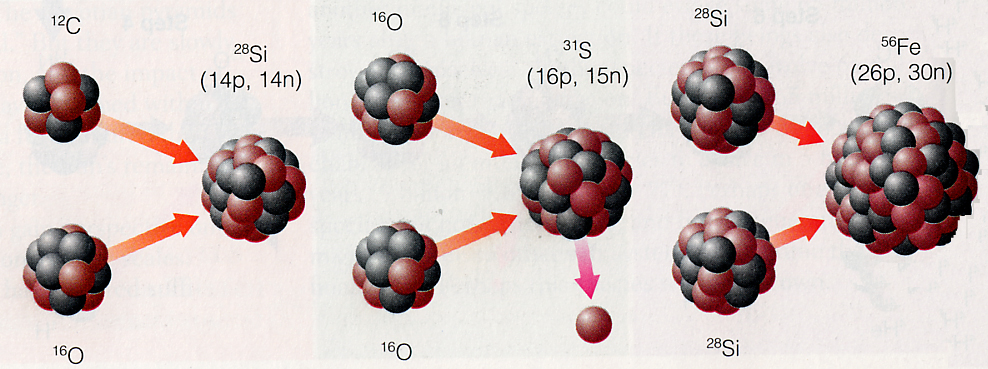 ¹²C
²⁸Si
(14p, 14n)
¹⁶O
¹⁶O
³¹S
(16p, 15n)
¹⁶O
²⁸Si
⁵⁶Fe
(26p, 30n)
²⁸Si